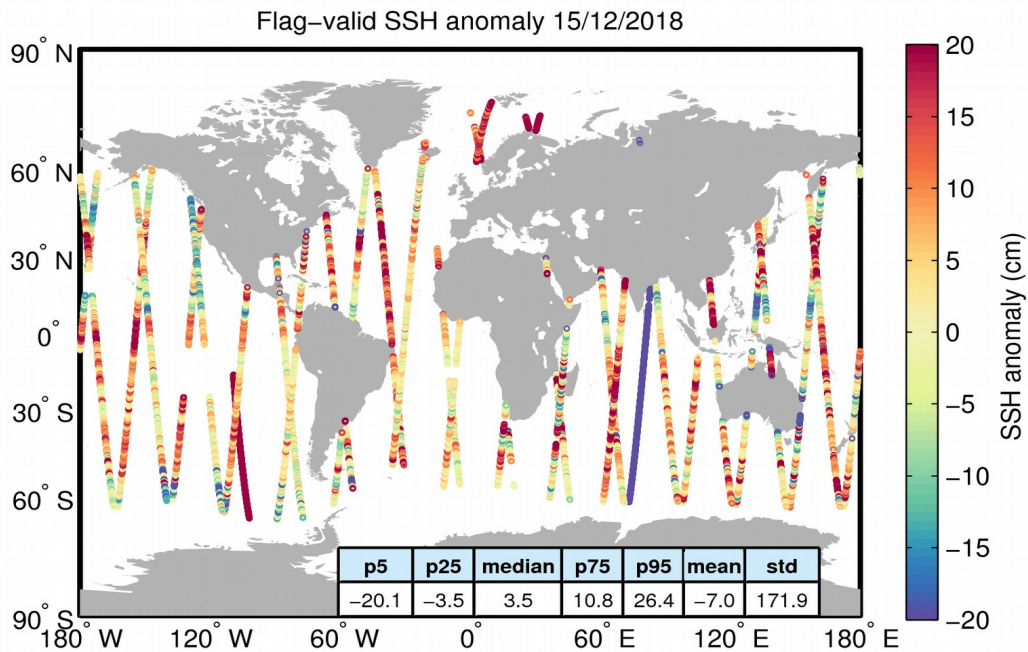 Flag−valid SSH anomaly 15/12/2018
90° N
60° N
30° N
0°
30° S
60° S
90° S
180° W
120° W
60° W
0°
60° E
120° E
180° E
p5 p25 median p75 p95 mean std
−20.1 −3.5 3.5 10.8 26.4 −7.0 171.9
20
15
10
5
0
−5
−10
−15
−20
SSH anomaly (cm)